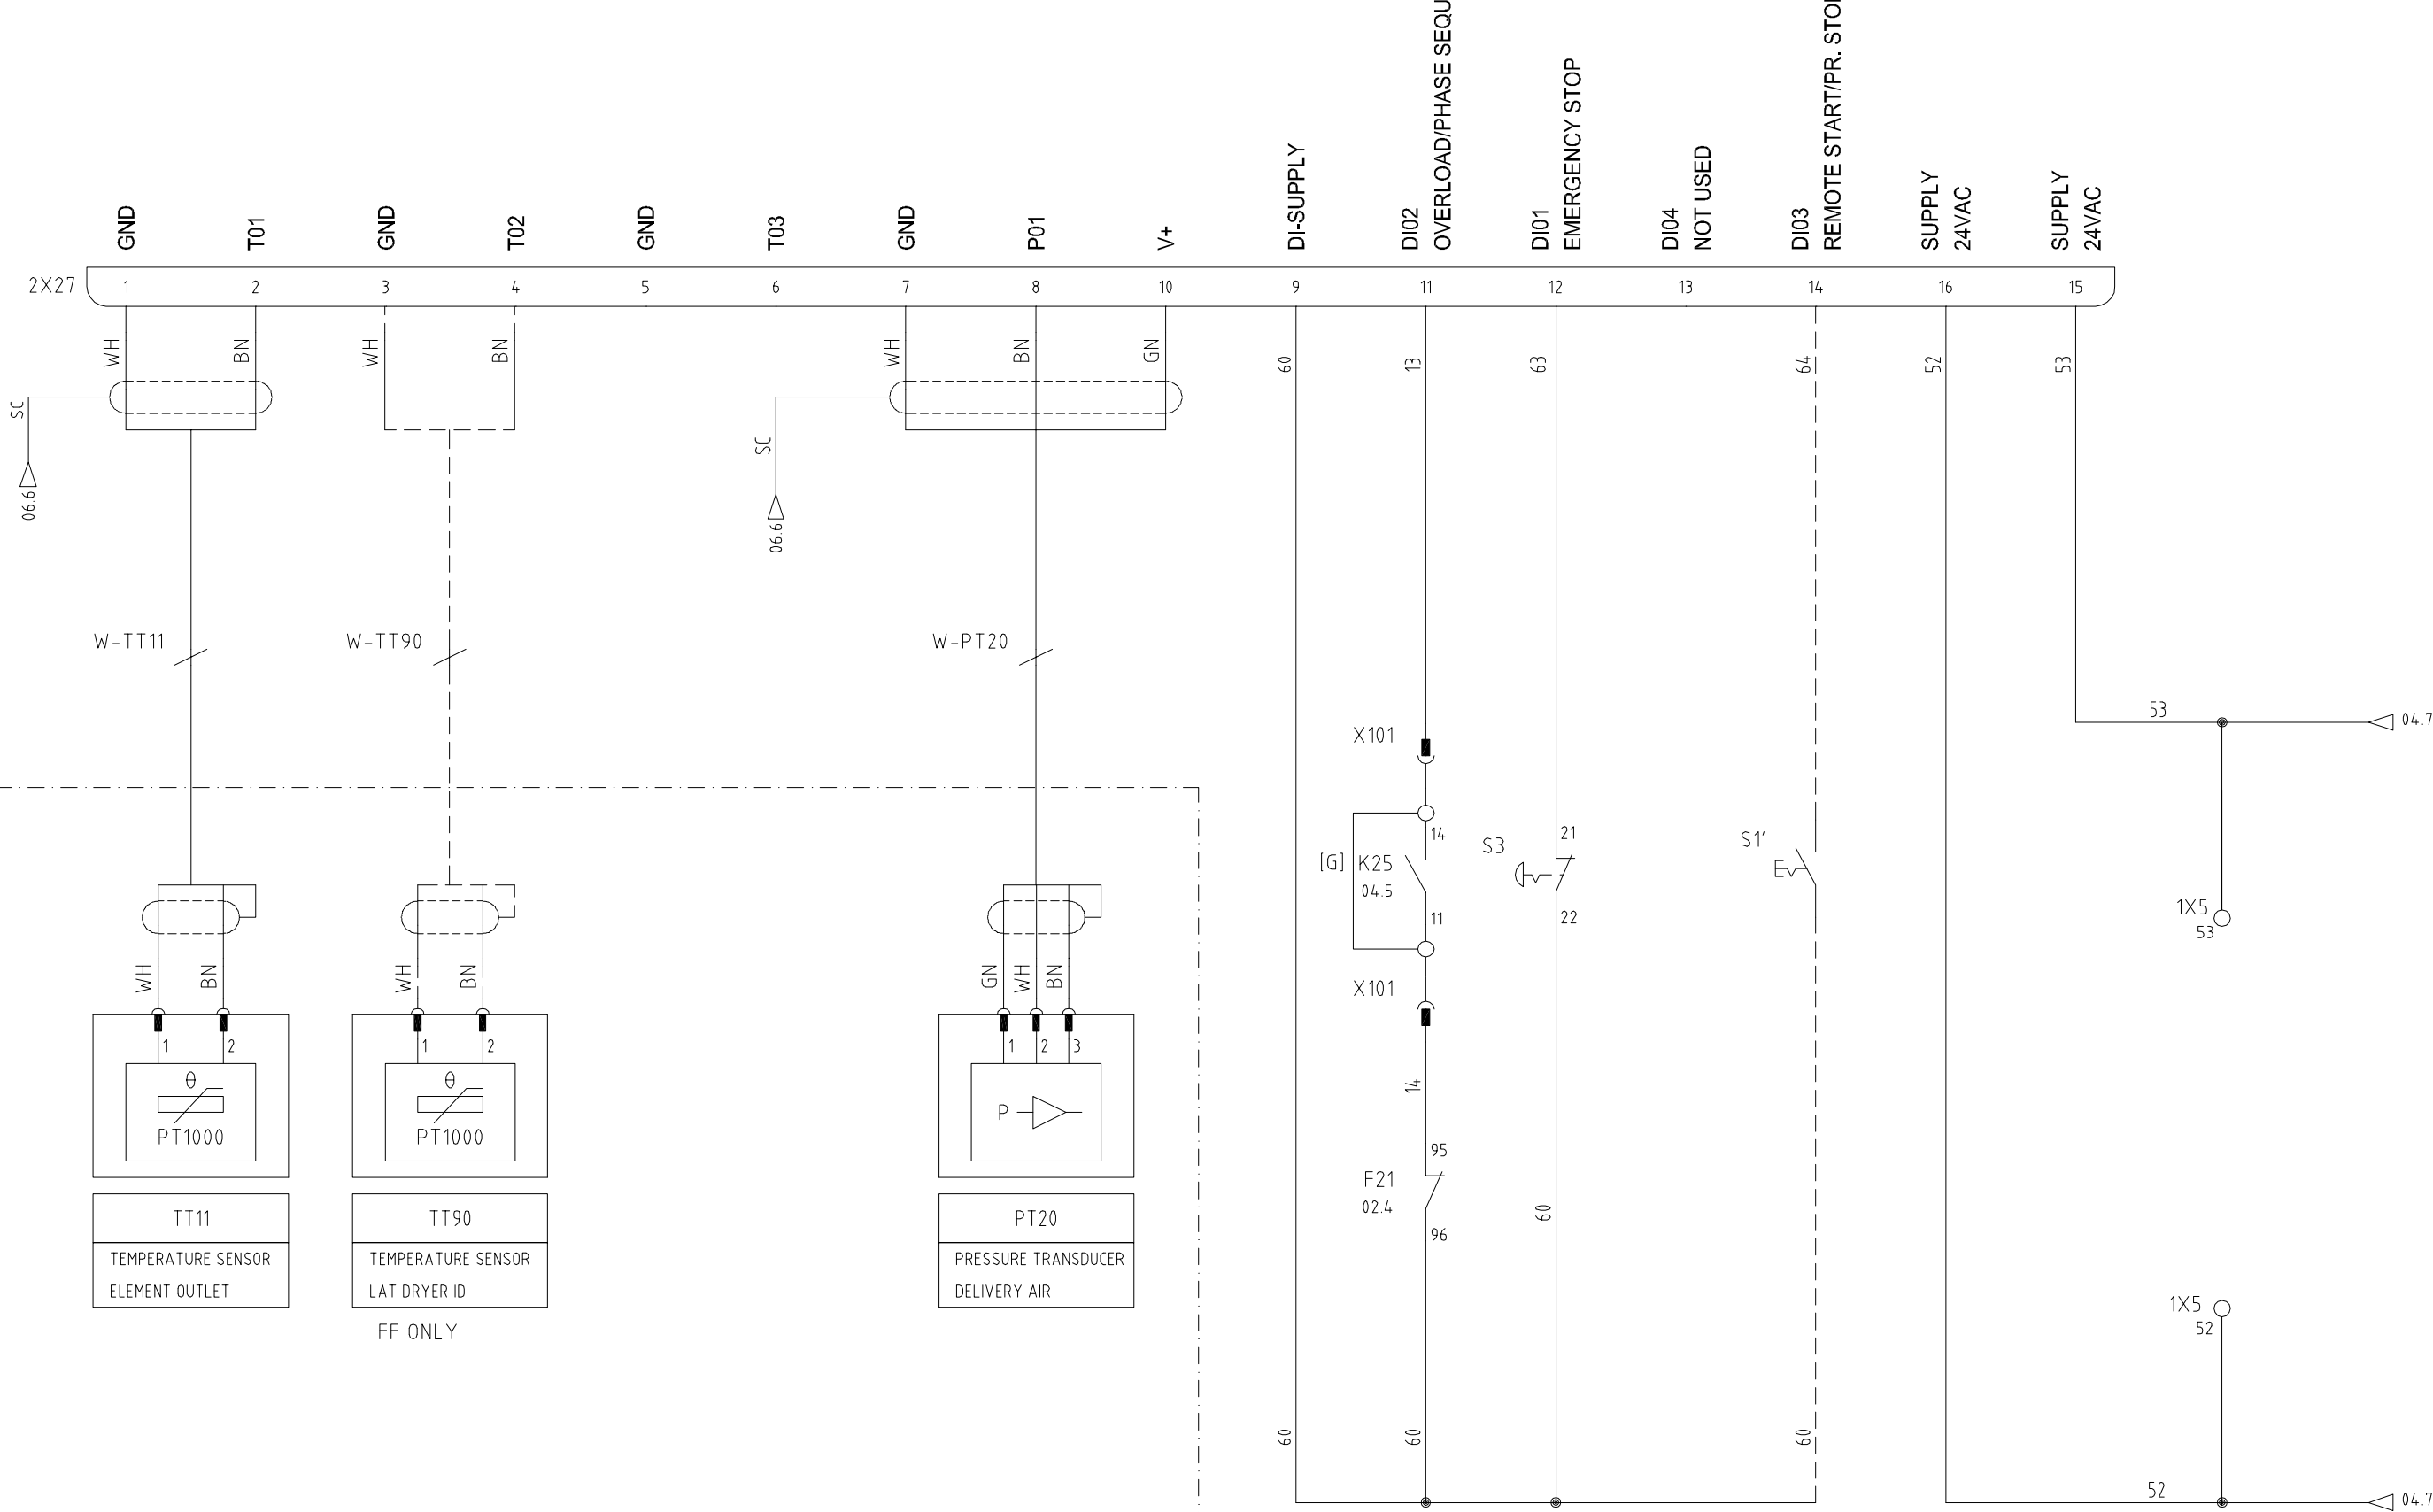 GND
T01
GND
T02
GND
T03
GND
P01
V+
DI-SUPPLY
DI02
OVERLOAD/PHASE SEQU
DI01
EMERGENCY STOP
DI04
NOT USED
DI03
REMOTE START/PR. STO
SUPPLY
24VAC
SUPPLY
24VAC
2X27 1 2 3 4 5 6 7 8 10 9 11 12 13 14 16 15
WH BN WH BN WH BN GN 60 13 63 64 52 53
SC
06.6
SC
06.6
W-TT11 W-TT90 W-PT20
53 04.7
X101
14
[G] K25
04.5
11
X101
S3
21
22
S1'
1X5
53
WH BN WH BN GN WH BN
1 2 1 2 1 2 3
θ θ
P
PT1000 PT1000
14
95
F21
02.4
96
60
TT11 TT90 PT20
TEMPERATURE SENSOR
ELEMENT OUTLET
TEMPERATURE SENSOR
LAT DRYER ID
PRESSURE TRANSDUCER
DELIVERY AIR
FF ONLY
1X5
52
60 60 60
52 04.7